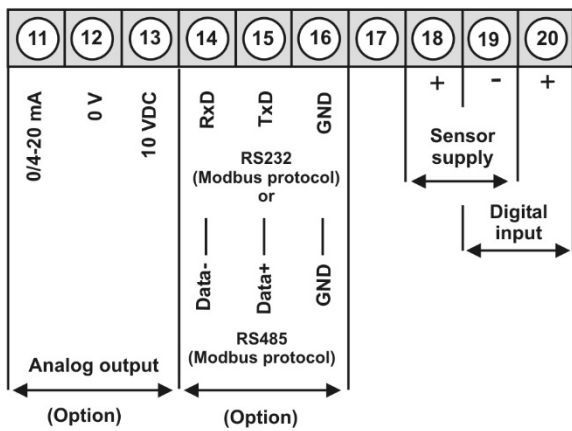 11 12 13 14 15 16 17 18 19 20
+ - +
0/4-20 mA
0 V
10 VDC
RxD
TxD
GND
RS232
(Modbus protocol)
or
Data-
Data+
GND
RS485
(Modbus protocol)
Sensor
supply
Digital
input
Analog output
(Option)
(Option)